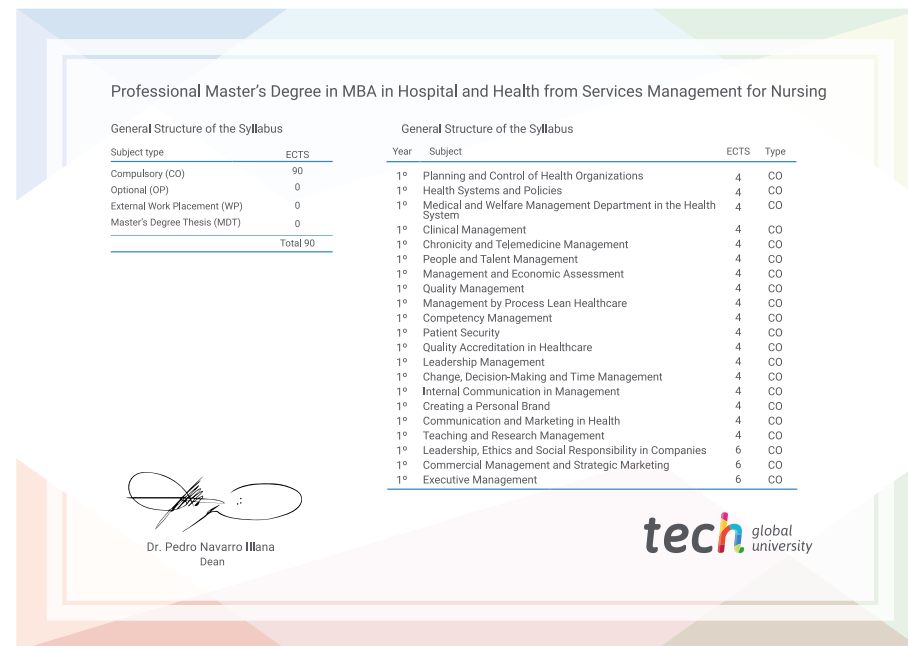 Professional Master's Degree in MBA in Hospital and Health from Services Management for Nursing
General Structure of the Syllabus
Subject type ECTS
Compulsory (CO) 90
Optional (OP) 0
External Work Placement (WP) 0
Master's Degree Thesis (MDT) 0
Total 90
General Structure of the Syllabus
Year Subject ECTS Type
1º Planning and Control of Health Organizations 4 CO
1º Health Systems and Policies 4 CO
1º Medical and Welfare Management Department in the Health 4 CO
System
1º Clinical Management 4 CO
1º Chronicity and Telemedicine Management 4 CO
1º People and Talent Management 4 CO
1º Management and Economic Assessment 4 CO
1º Quality Management 4 CO
1º Management by Process Lean Healthcare 4 CO
1º Competency Management 4 CO
1º Patient Security 4 CO
1º Quality Accreditation in Healthcare 4 CO
1º Leadership Management 4 CO
1º Change, Decision-Making and Time Management 4 CO
1º Internal Communication in Management 4 CO
1º Creating a Personal Brand 4 CO
1º Communication and Marketing in Health 4 CO
1º Teaching and Research Management 4 CO
1º Leadership, Ethics and Social Responsibility in Companies 6 CO
1º Commercial Management and Strategic Marketing 6 CO
1º Executive Management 6 CO
Dr. Pedro Navarro Illana
Dean
tech global
university